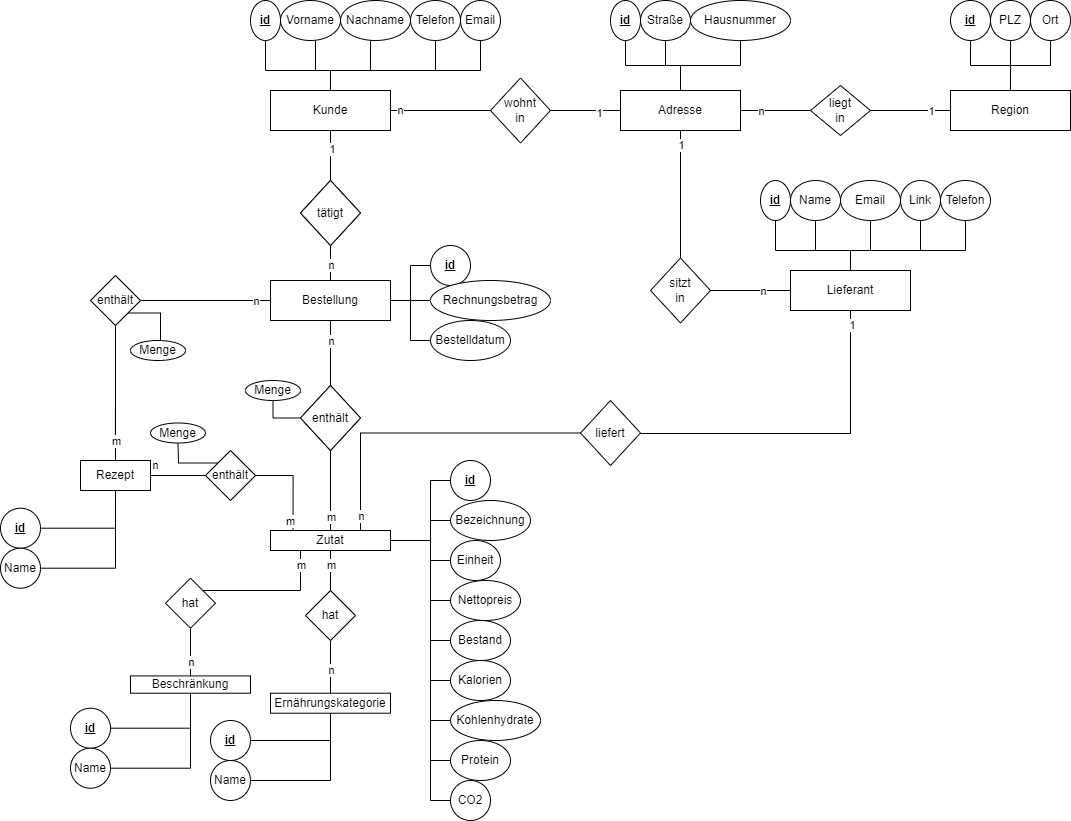 id
Vorname
Nachname
Telefon
Email
id
Straße
Hausnummer
id
PLZ
Ort
Kunde
n
wohnt
in
1
Adresse
n
liegt
in
1
Region
1
1
id
Name
Email
Link
Telefon
tätigt
n
id
enthält
n
Bestellung
Rechnungsbetrag
sitzt
in
n
Lieferant
Menge
n
Bestelldatum
1
Menge
enthält
Menge
liefert
m
n
Rezept
enthält
id
m
m
n
Bezeichnung
id
Zutat
Name
m
m
Einheit
hat
hat
Nettopreis
Bestand
n
n
Beschränkung
Kalorien
Ernährungskategorie
id
Kohlenhydrate
id
Name
Protein
Name
CO2